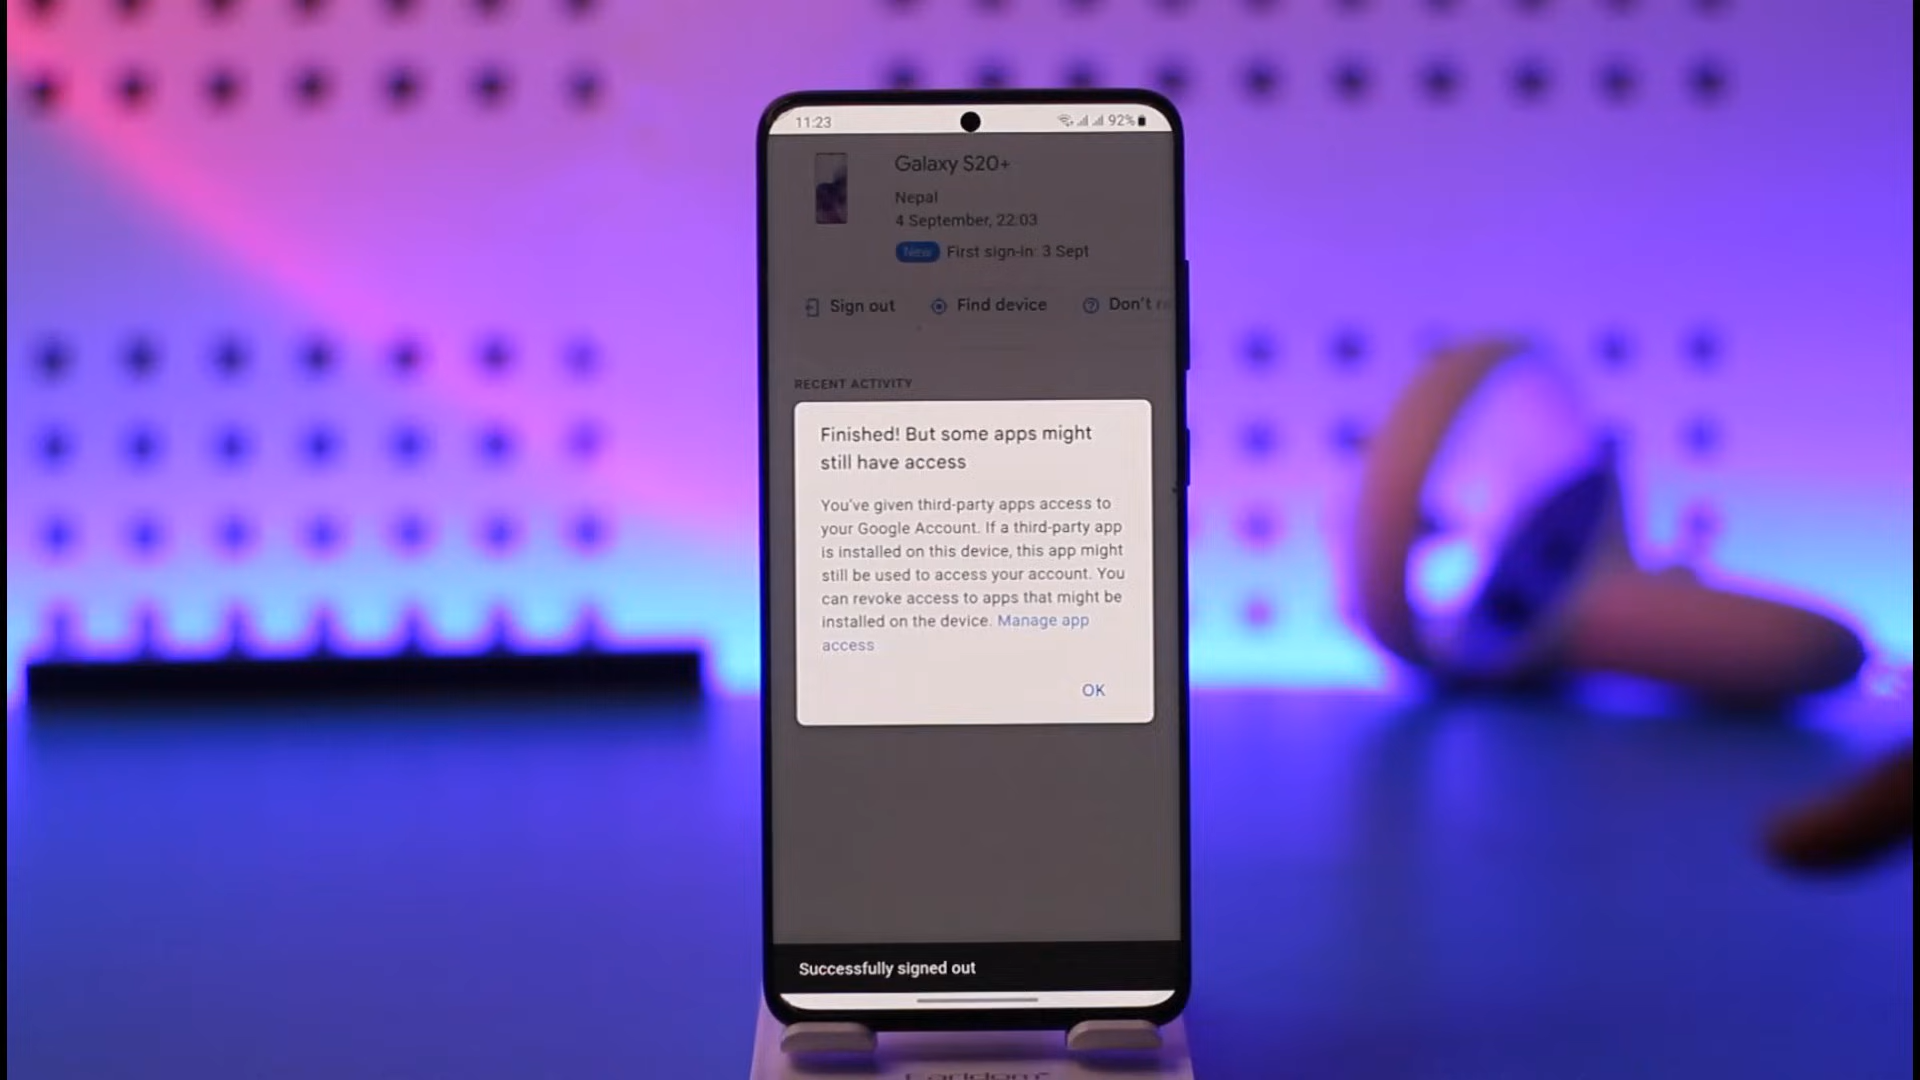 11:23 92%
Galaxy S20+
Nepal
4 September, 22:03
New First sign-in: 3 Sept
Sign out Find device Don't
RECENT ACTIVITY
Finished! But some apps might
still have access
You've given third-party apps access to
your Google Account. If a third-party app
is installed on this device, this app might
still be used to access your account. You
can revoke access to apps that might be
installed on the device. Manage app
access
OK
Successfully signed out